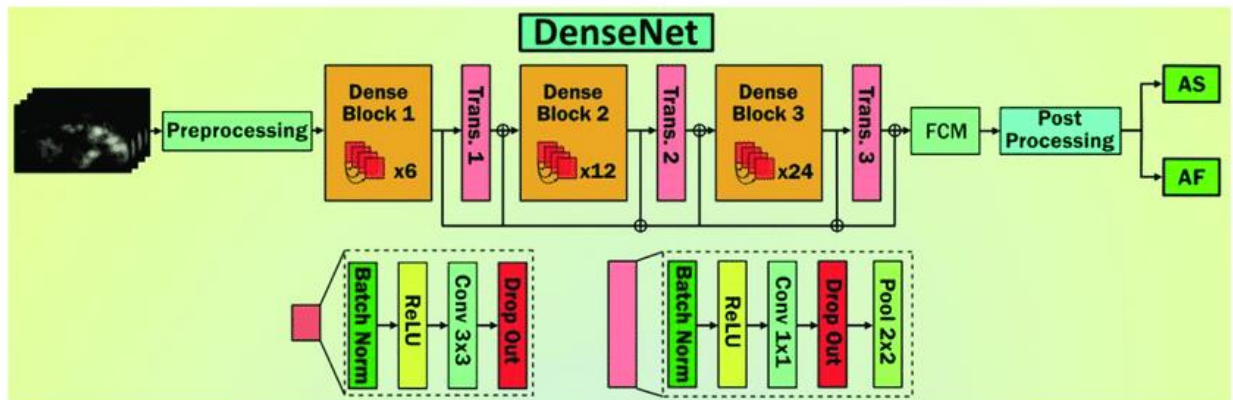 DenseNet
Preprocessing
Dense
Block 1
x6
Trans. 1
Dense
Block 2
x12
Trans. 2
Dense
Block 3
x24
Trans. 3
FCM
Post
Processing
AS
AF
Batch Norm
ReLU
Conv 3x3
Drop Out
Batch Norm
ReLU
Conv 1x1
Drop Out
Pool 2x2